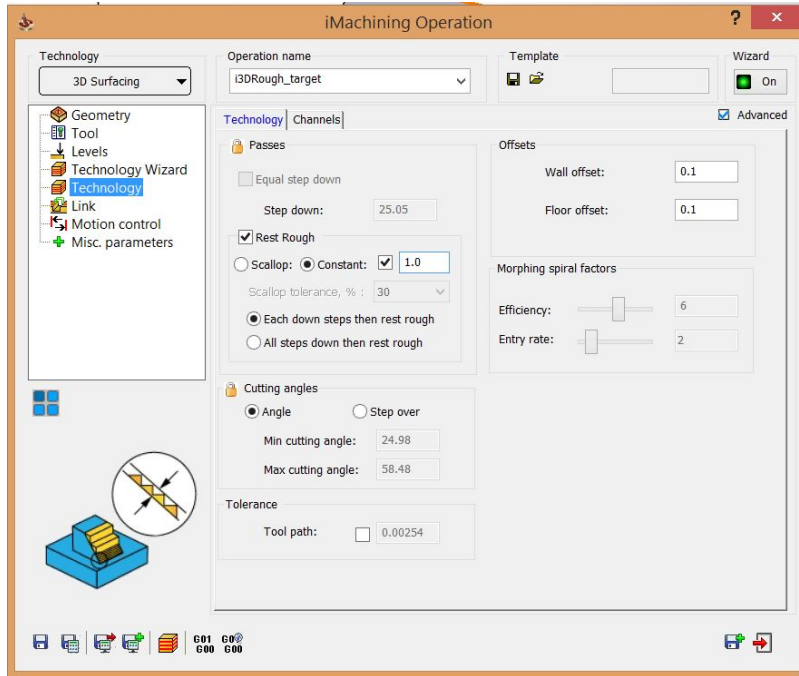 iMachining Operation
?
×
Technology
Operation name
Template
Wizard
3D Surfacing
i3DRough_target
On
Geometry
Tool
Levels
Technology Wizard
Technology
Link
Motion control
Misc. parameters
Technology
Channels
Advanced
Passes
Equal step down
Step down: 25.05
Rest Rough
Scallop: Constant: 1.0
Scallop tolerance, % : 30
Each down steps then rest rough
All steps down then rest rough
Offsets
Wall offset: 0.1
Floor offset: 0.1
Morphing spiral factors
Efficiency: 6
Entry rate: 2
Cutting angles
Angle Step over
Min cutting angle: 24.98
Max cutting angle: 58.48
Tolerance
Tool path: 0.00254
G01 G0
G00 G00